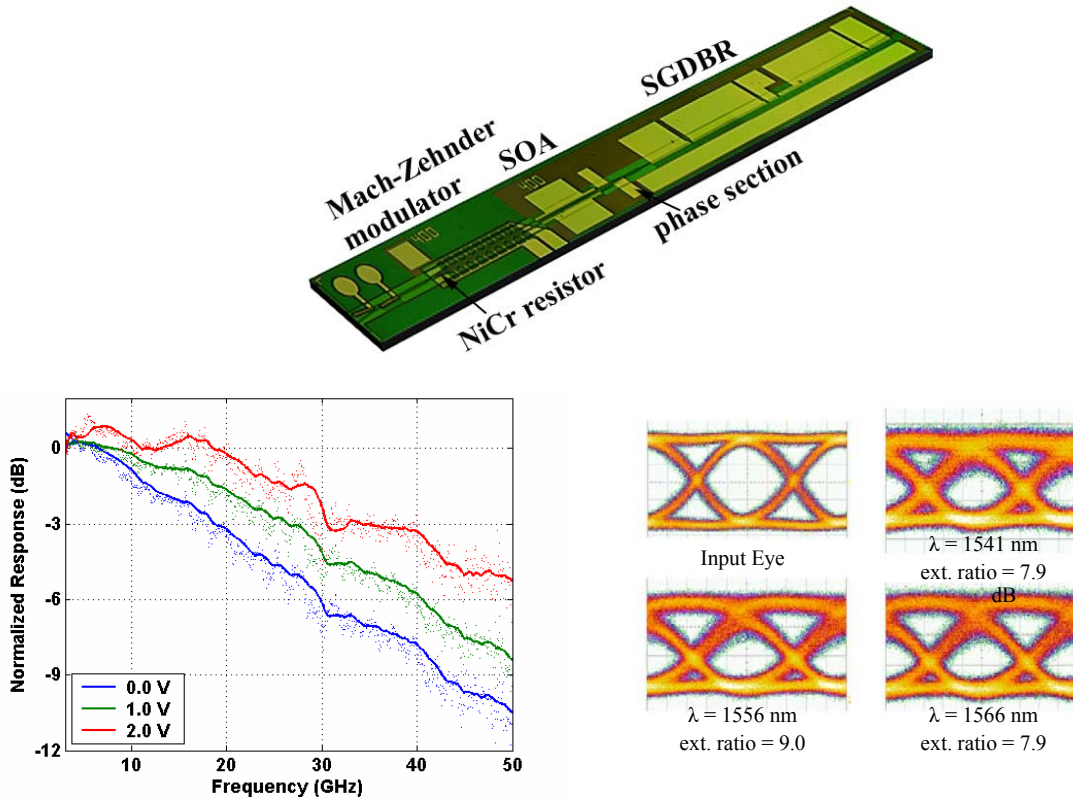 SGDBR
SOA
Mach-Zehnder
modulator
400
400
phase section
NiCr resistor
Normalized Response (dB)
0
-3
-6
-9
-12
0.0 V
1.0 V
2.0 V
10 20 30 40 50
Frequency (GHz)
Input Eye
λ = 1541 nm
ext. ratio = 7.9
dB
λ = 1556 nm
ext. ratio = 9.0
λ = 1566 nm
ext. ratio = 7.9